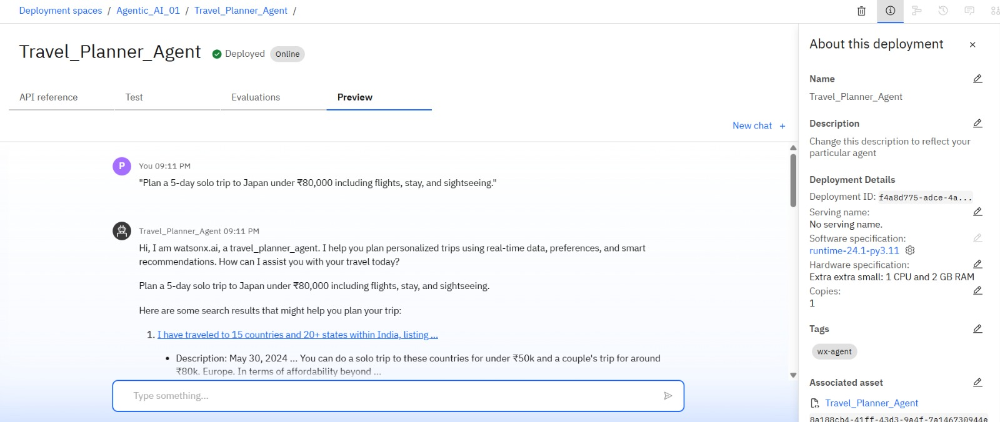 Deployment spaces / Agentic_AI_01 / Travel_Planner_Agent /
Travel_Planner_Agent Deployed Online
API reference Test Evaluations Preview
New chat +
P You 09:11 PM
"Plan a 5-day solo trip to Japan under ₹80,000 including flights, stay, and sightseeing."
Travel_Planner_Agent 09:11 PM
Hi, I am watsonx.ai, a travel_planner_agent. I help you plan personalized trips using real-time data, preferences, and smart
recommendations. How can I assist you with your travel today?
Plan a 5-day solo trip to Japan under ₹80,000 including flights, stay, and sightseeing.
Here are some search results that might help you plan your trip:
1. I have traveled to 15 countries and 20+ states within India, listing ...
• Description: May 30, 2024 ... You can do a solo trip to these countries for under ₹50k and a couple's trip for around
₹80k. Europe. In terms of affordability beyond ...
Type something...
About this deployment
Name
Travel_Planner_Agent
Description
Change this description to reflect your
particular agent
Deployment Details
Deployment ID: f4a8d775-adce-4a...
Serving name:
No serving name.
Software specification:
runtime-24.1-py3.11
Hardware specification:
Extra extra small: 1 CPU and 2 GB RAM
Copies:
1
Tags
wx-agent
Associated asset
Travel_Planner_Agent
8a188cb4-41ff-43d3-9a4f-7a146730944e